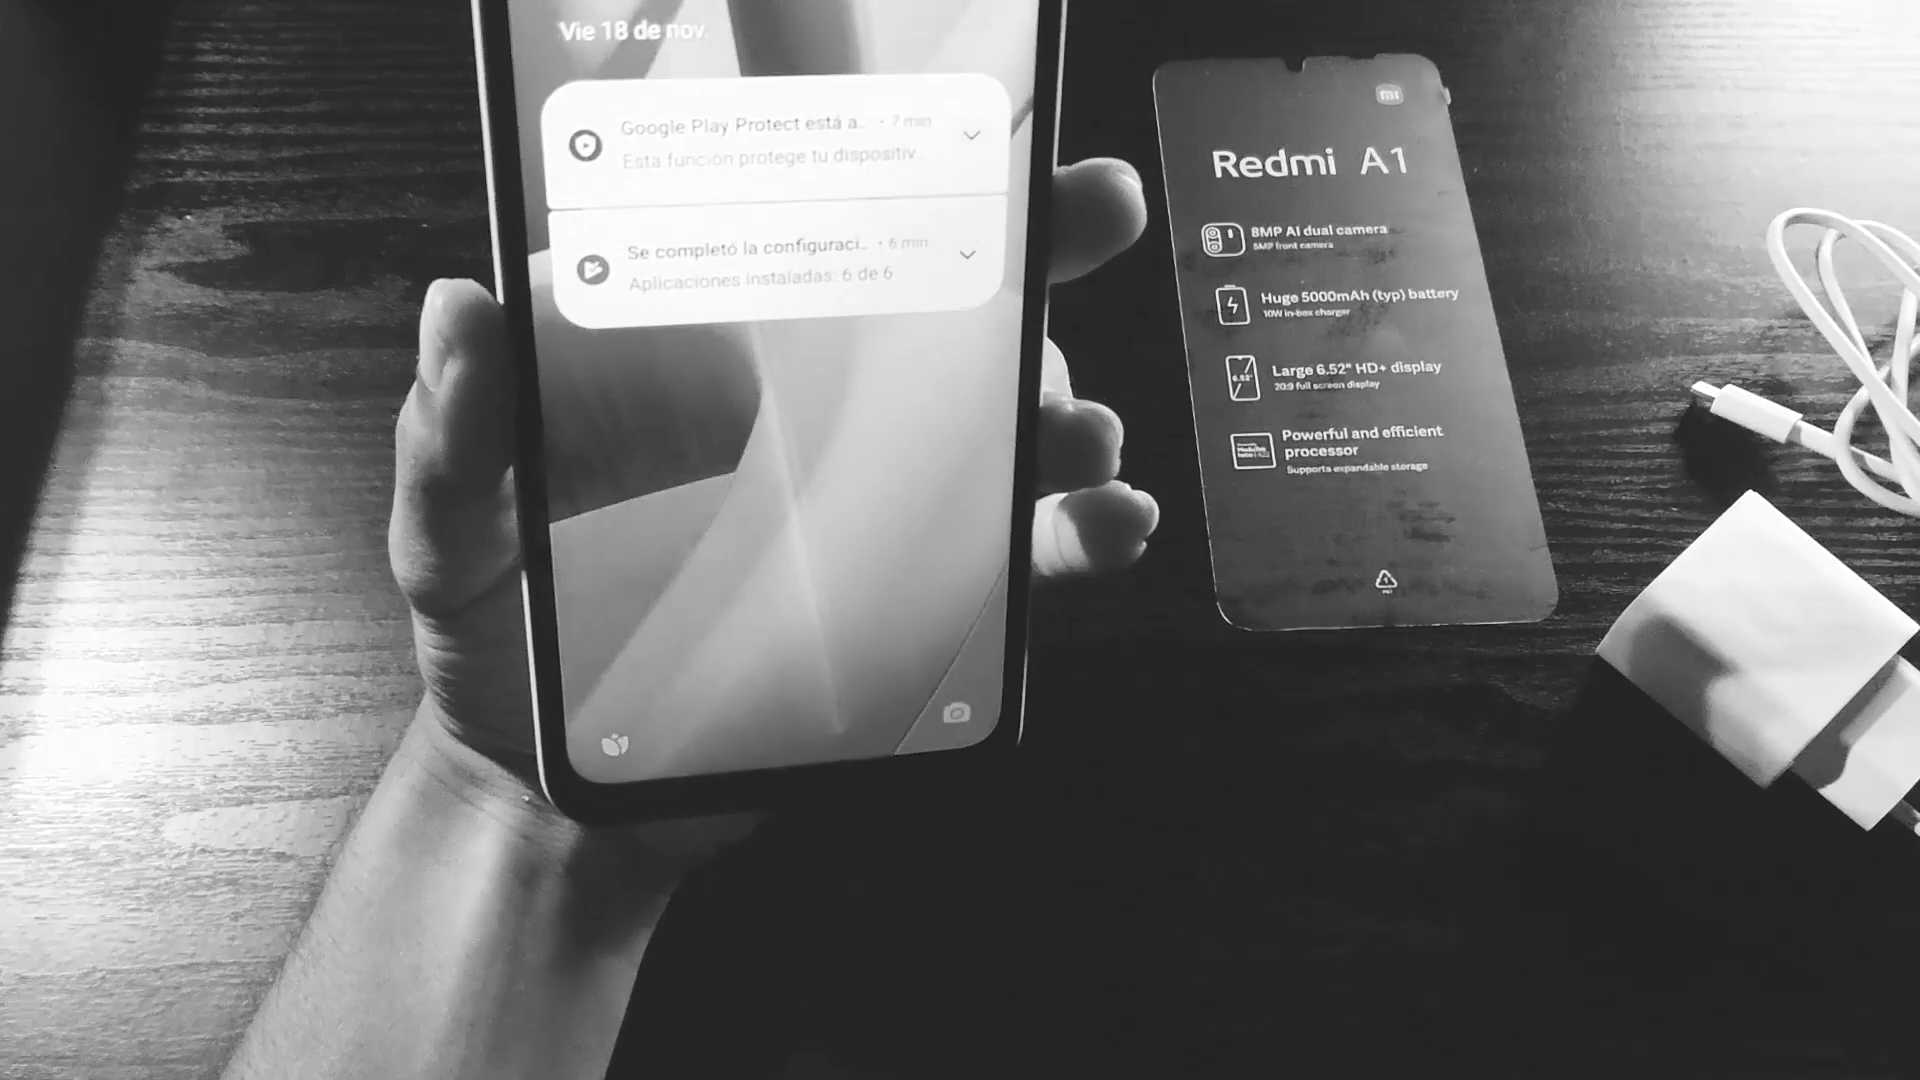 Vie 18 de nov.
Google Play Protect está a.. • 7 min
Esta función protege tu dispositiv..
Se completó la configuraci.. • 6 min
Aplicaciones instaladas: 6 de 6
mi
Redmi A1
8MP AI dual camera
5MP front camera
Huge 5000mAh (typ) battery
10W in-box charger
6.52"
Large 6.52" HD+ display
20:9 full screen display
Powerful and efficient
processor
Supports expandable storage